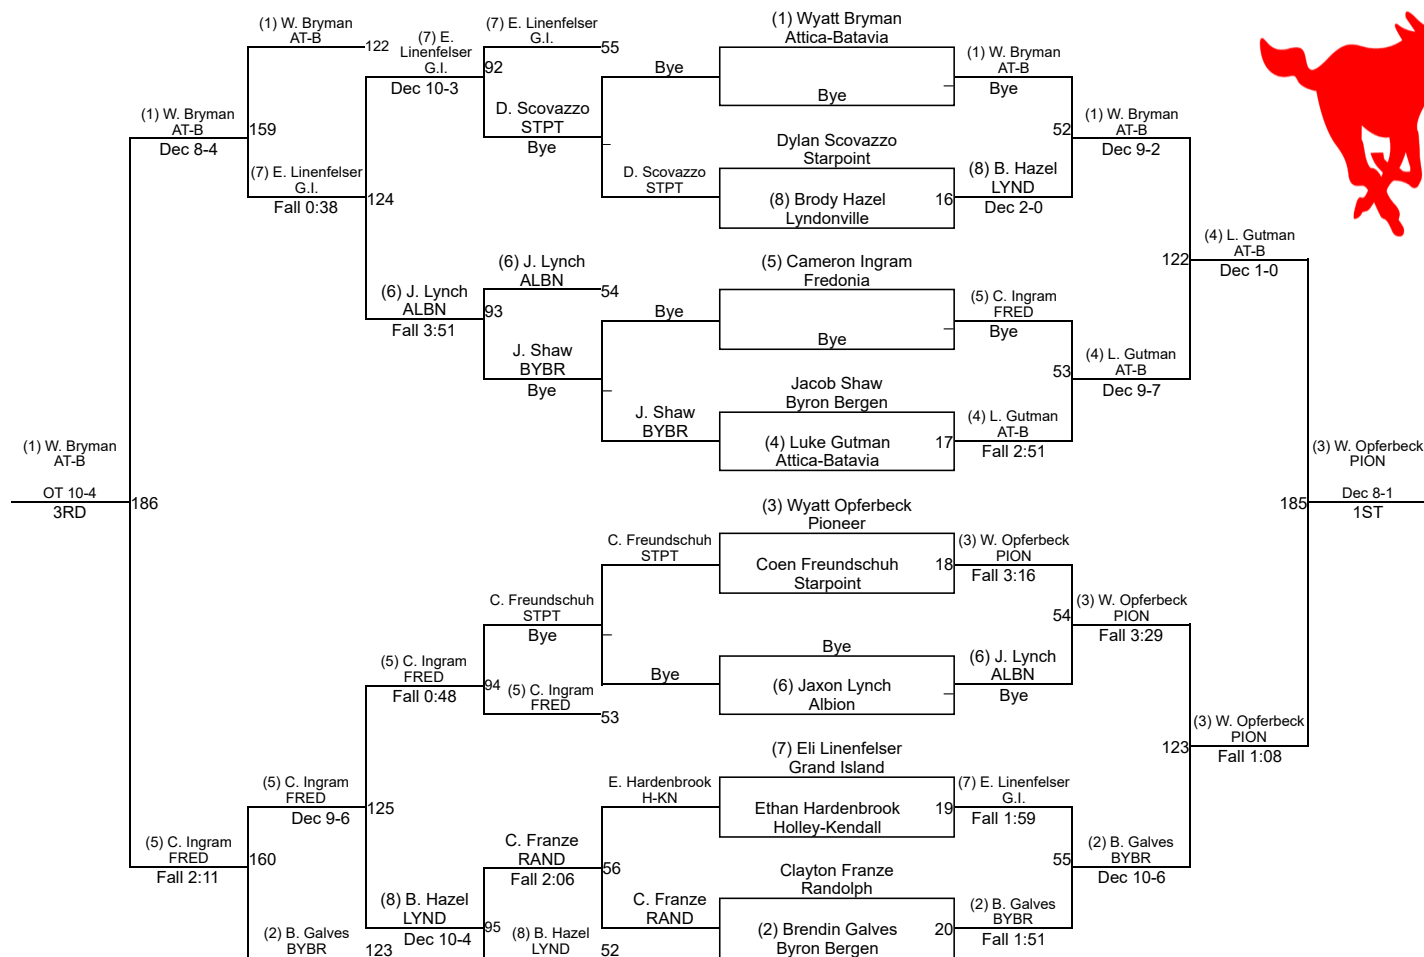 (1) W. Bryman
AT-B
122
159
(1) W. Bryman
AT-B
Dec 8-4
(7) E. Linenfelser
G.I.
Fall 0:38
(7) E.
Linenfelser
G.I.
Dec 10-3
124
(7) E. Linenfelser
G.I.
55
92
D. Scovazzo
STPT
Bye
Bye
D. Scovazzo
STPT
(6) J. Lynch
ALBN
Fall 3:51
(6) J. Lynch
ALBN
54
93
J. Shaw
BYBR
Bye
Bye
J. Shaw
BYBR
(1) W. Bryman
AT-B
OT 10-4
3RD
186
(5) C. Ingram
FRED
Fall 2:11
160
(5) C. Ingram
FRED
Dec 9-6
125
(2) B. Galves
BYBR
123
(5) C. Ingram
FRED
Fall 0:48
94
C. Freundschuh
STPT
Bye
(5) C. Ingram
FRED
53
C. Freundschuh
STPT
Bye
(8) B. Hazel
LYND
Dec 10-4
95
C. Franze
RAND
Fall 2:06
56
(8) B. Hazel
LYND
52
E. Hardenbrook
H-KN
C. Franze
RAND
(1) Wyatt Bryman
Attica-Batavia
Bye
Dylan Scovazzo
Starpoint
(8) Brody Hazel
Lyndonville
16
(5) Cameron Ingram
Fredonia
Bye
Jacob Shaw
Byron Bergen
(4) Luke Gutman
Attica-Batavia
17
(3) Wyatt Opferbeck
Pioneer
Coen Freundschuh
Starpoint
18
Bye
(6) Jaxon Lynch
Albion
(7) Eli Linenfelser
Grand Island
Ethan Hardenbrook
Holley-Kendall
19
Clayton Franze
Randolph
(2) Brendin Galves
Byron Bergen
20
(1) W. Bryman
AT-B
Bye
52
(8) B. Hazel
LYND
Dec 2-0
(5) C. Ingram
FRED
Bye
53
(4) L. Gutman
AT-B
Fall 2:51
(3) W. Opferbeck
PION
Fall 3:16
54
(6) J. Lynch
ALBN
Bye
(7) E. Linenfelser
G.I.
Fall 1:59
55
(2) B. Galves
BYBR
Fall 1:51
(1) W. Bryman
AT-B
Dec 9-2
122
(4) L. Gutman
AT-B
Dec 9-7
(3) W. Opferbeck
PION
Fall 3:29
123
(2) B. Galves
BYBR
Dec 10-6
(4) L. Gutman
AT-B
Dec 1-0
185
(3) W. Opferbeck
PION
Fall 1:08
(3) W. Opferbeck
PION
Dec 8-1
1ST